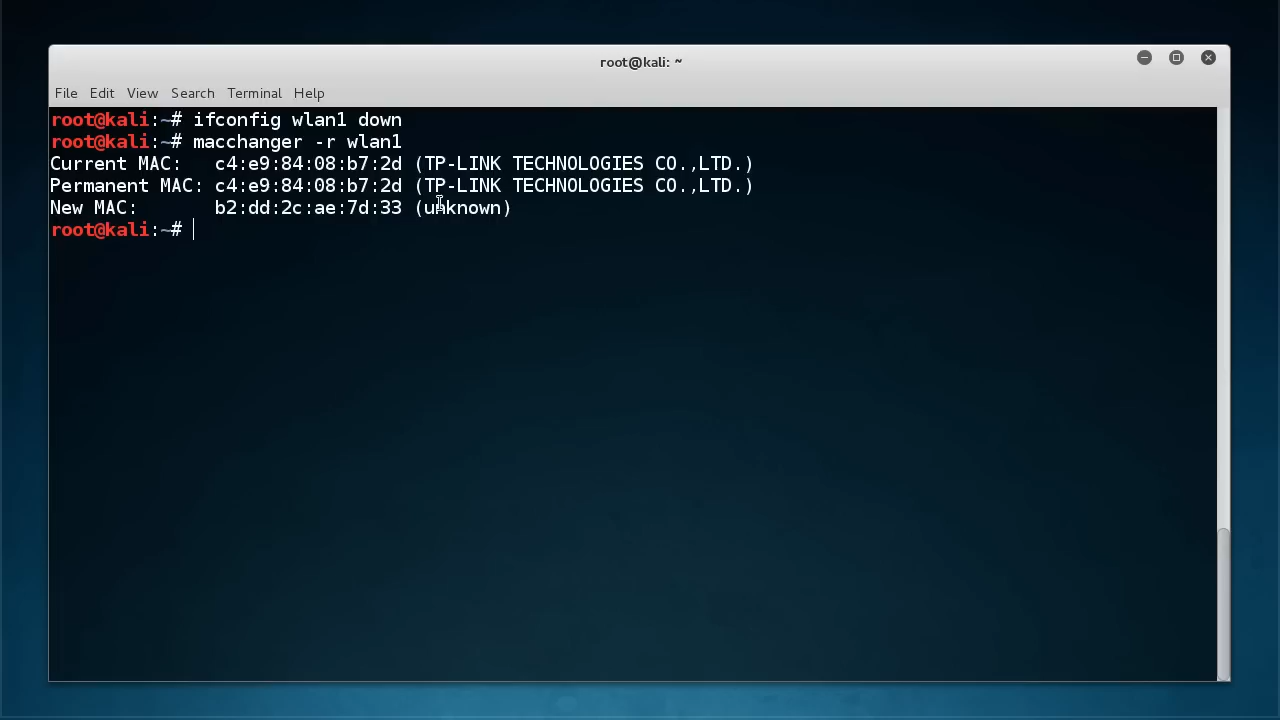 root@kali: ~
File Edit View Search Terminal Help
root@kali:~# ifconfig wlan1 down
root@kali:~# macchanger -r wlan1
Current MAC:   c4:e9:84:08:b7:2d (TP-LINK TECHNOLOGIES CO.,LTD.)
Permanent MAC: c4:e9:84:08:b7:2d (TP-LINK TECHNOLOGIES CO.,LTD.)
New MAC:       b2:dd:2c:ae:7d:33 (unknown)
root@kali:~#